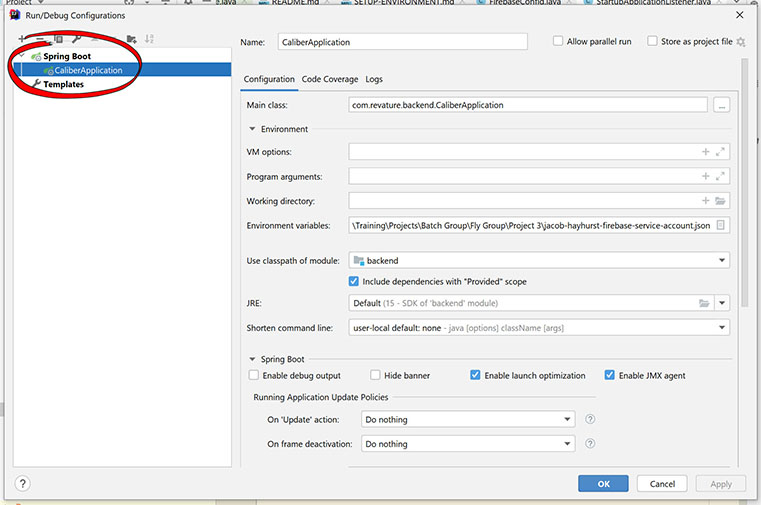 Project
e.java
README.md
SETUP-ENVIRONMENT.md
FirebaseConfig.java
StartupApplicationListener.java
Run/Debug Configurations
Spring Boot
CaliberApplication
Templates
Name: CaliberApplication
Allow parallel run
Store as project file
Configuration Code Coverage Logs
Main class: com.revature.backend.CaliberApplication ...
Environment
VM options:
Program arguments:
Working directory:
Environment variables: \Training\Projects\Batch Group\Fly Group\Project 3\jacob-hayhurst-firebase-service-account.json
Use classpath of module: backend
Include dependencies with "Provided" scope
JRE: Default (15 - SDK of 'backend' module)
Shorten command line: user-local default: none - java [options] className [args]
Spring Boot
Enable debug output Hide banner Enable launch optimization Enable JMX agent
Running Application Update Policies
On 'Update' action: Do nothing ?
On frame deactivation: Do nothing ?
? OK Cancel Apply